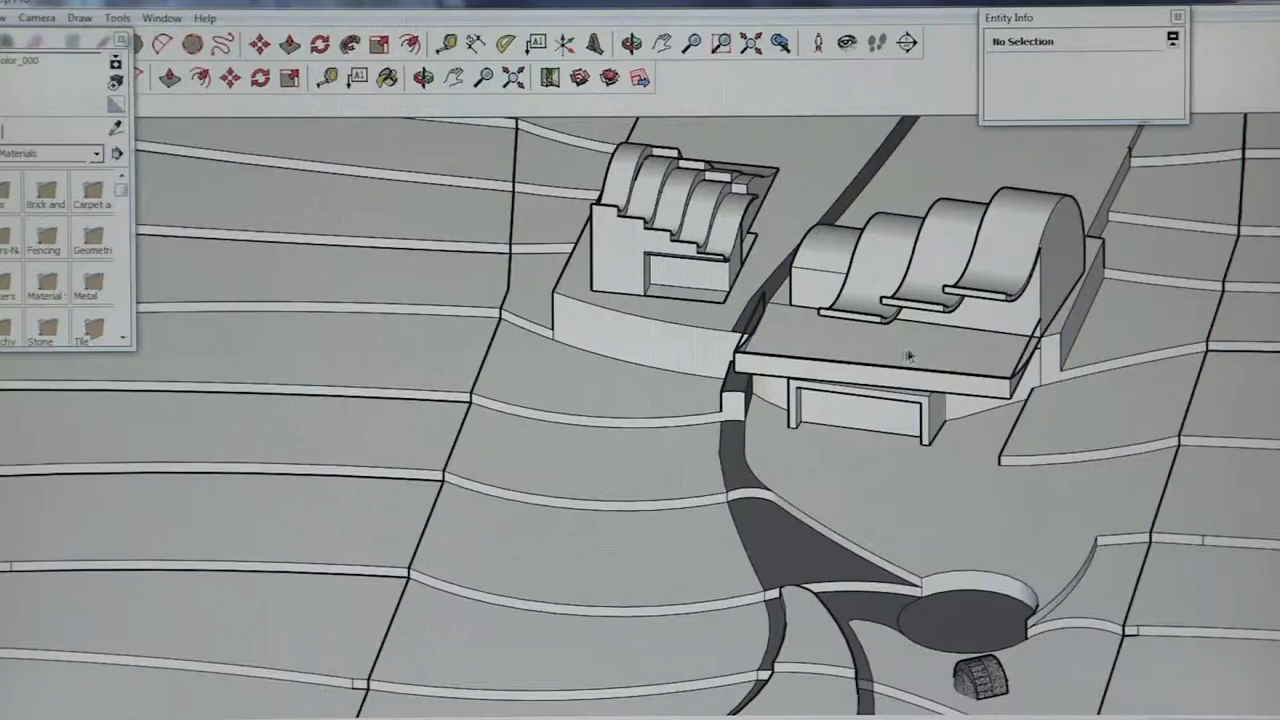 Camera Draw Tools Window Help
Entity Info
No Selection
olor_000
Materials
Brick and Carpet a
Fencing Geometri
Material Metal
Stone Tile